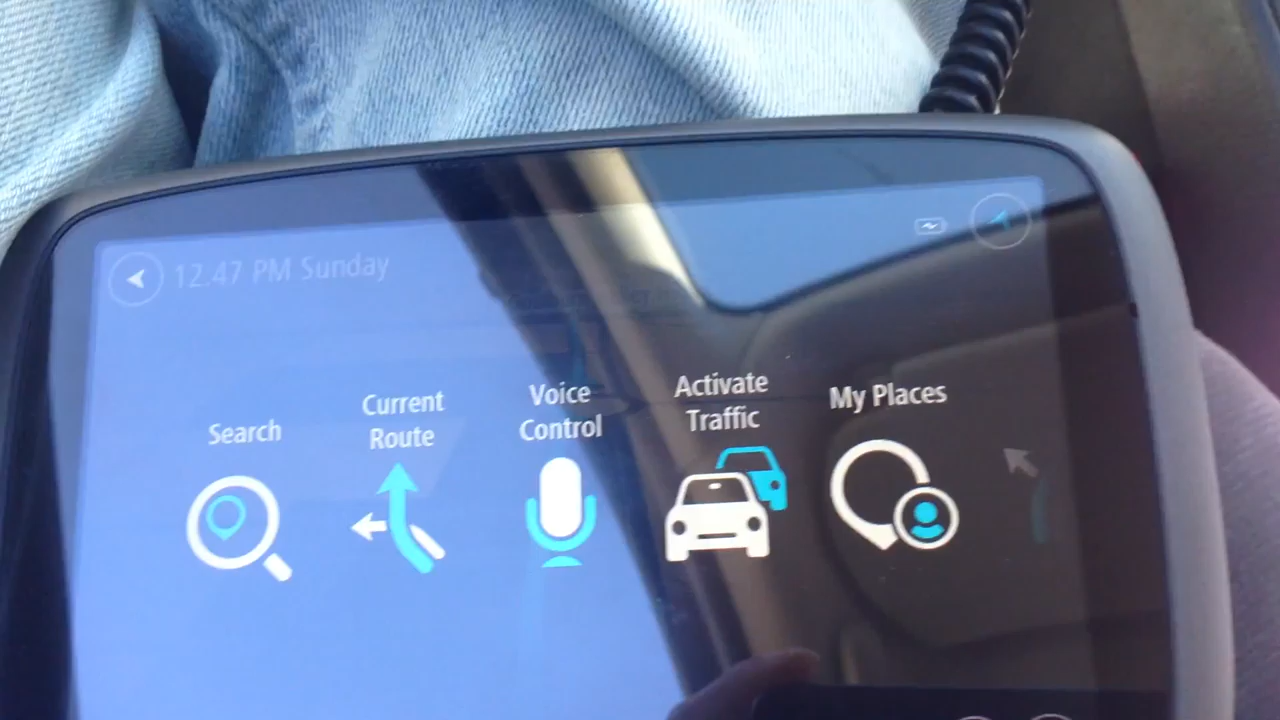 12.47 PM Sunday
Search
Current
Route
Voice
Control
Activate
Traffic
My Places